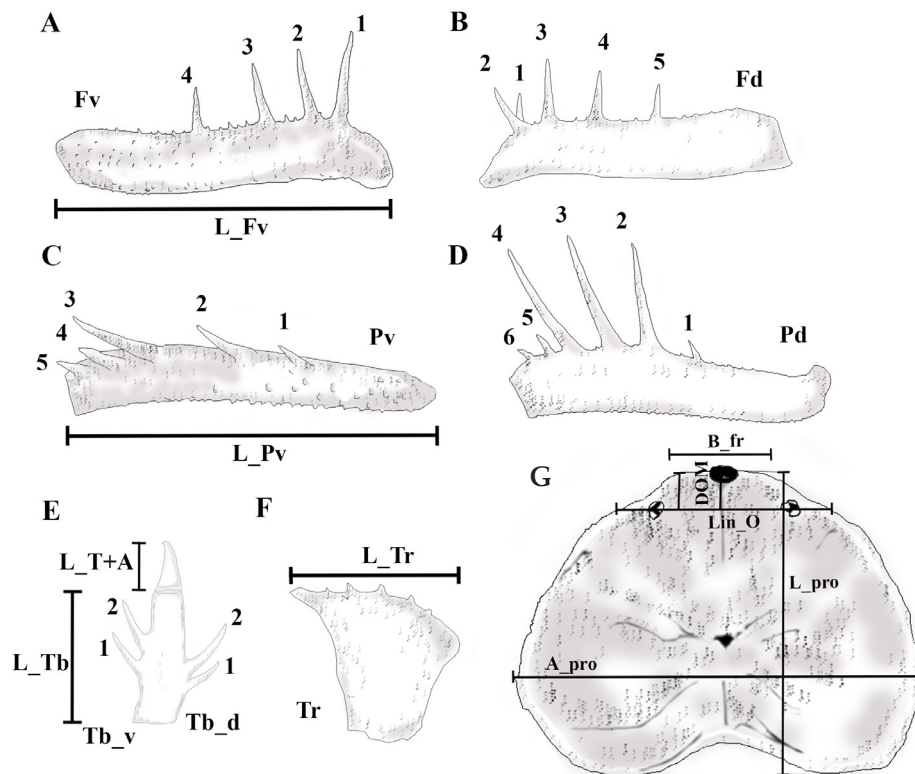 A
Fv
4
3
2
1
L_Fv
B
2
1
3
4
5
Fd
C
3
4
5
2
1
Pv
L_Pv
D
4
5
6
3
2
1
Pd
E
L_T+A
2
1
L_Tb
2
1
Tb_v
Tb_d
F
L_Tr
Tr
G
B_fr
DOM
Lin_O
L_pro
A_pro